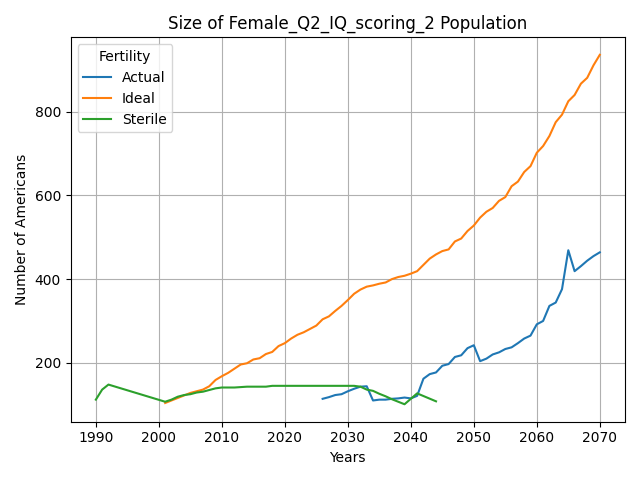 Size of Female_Q2_IQ_scoring_2 Population
Fertility
Actual
Ideal
Sterile
Number of Americans
800
600
400
200
1990 2000 2010 2020 2030 2040 2050 2060 2070
Years